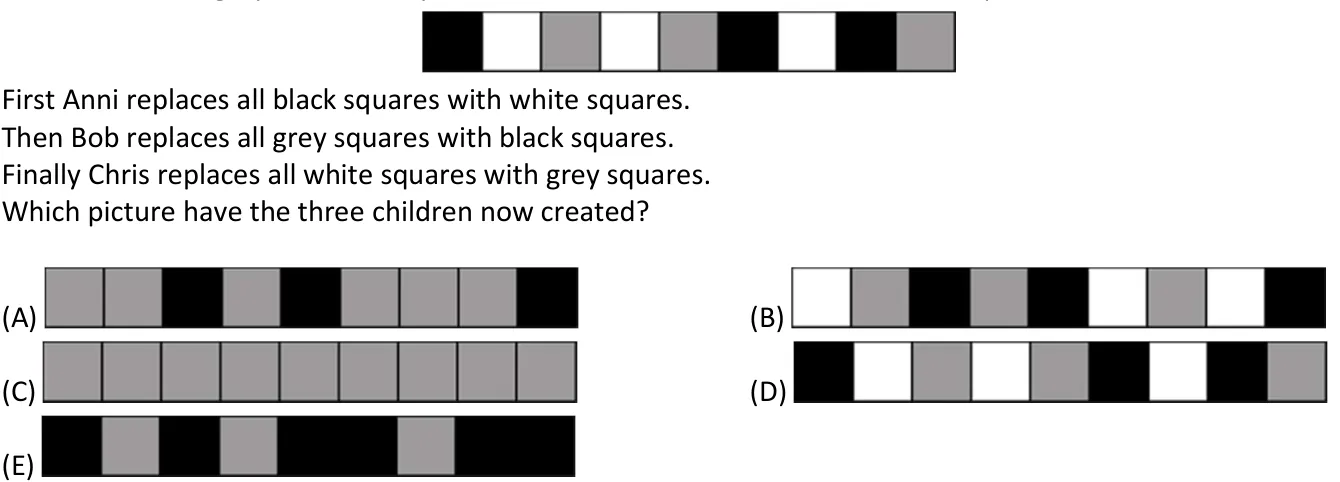 First Anni replaces all black squares with white squares.
Then Bob replaces all grey squares with black squares.
Finally Chris replaces all white squares with grey squares.
Which picture have the three children now created?
(A)
(B)
(C)
(D)
(E)